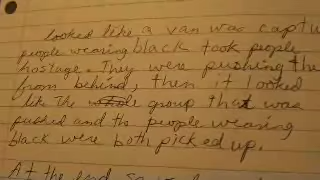 looked like a van was captu
people wearing black took people
hostage. They were pushing the
from behind, then it looked
like the group that was
pushed and the people wearing
black were both picked up.
At the end